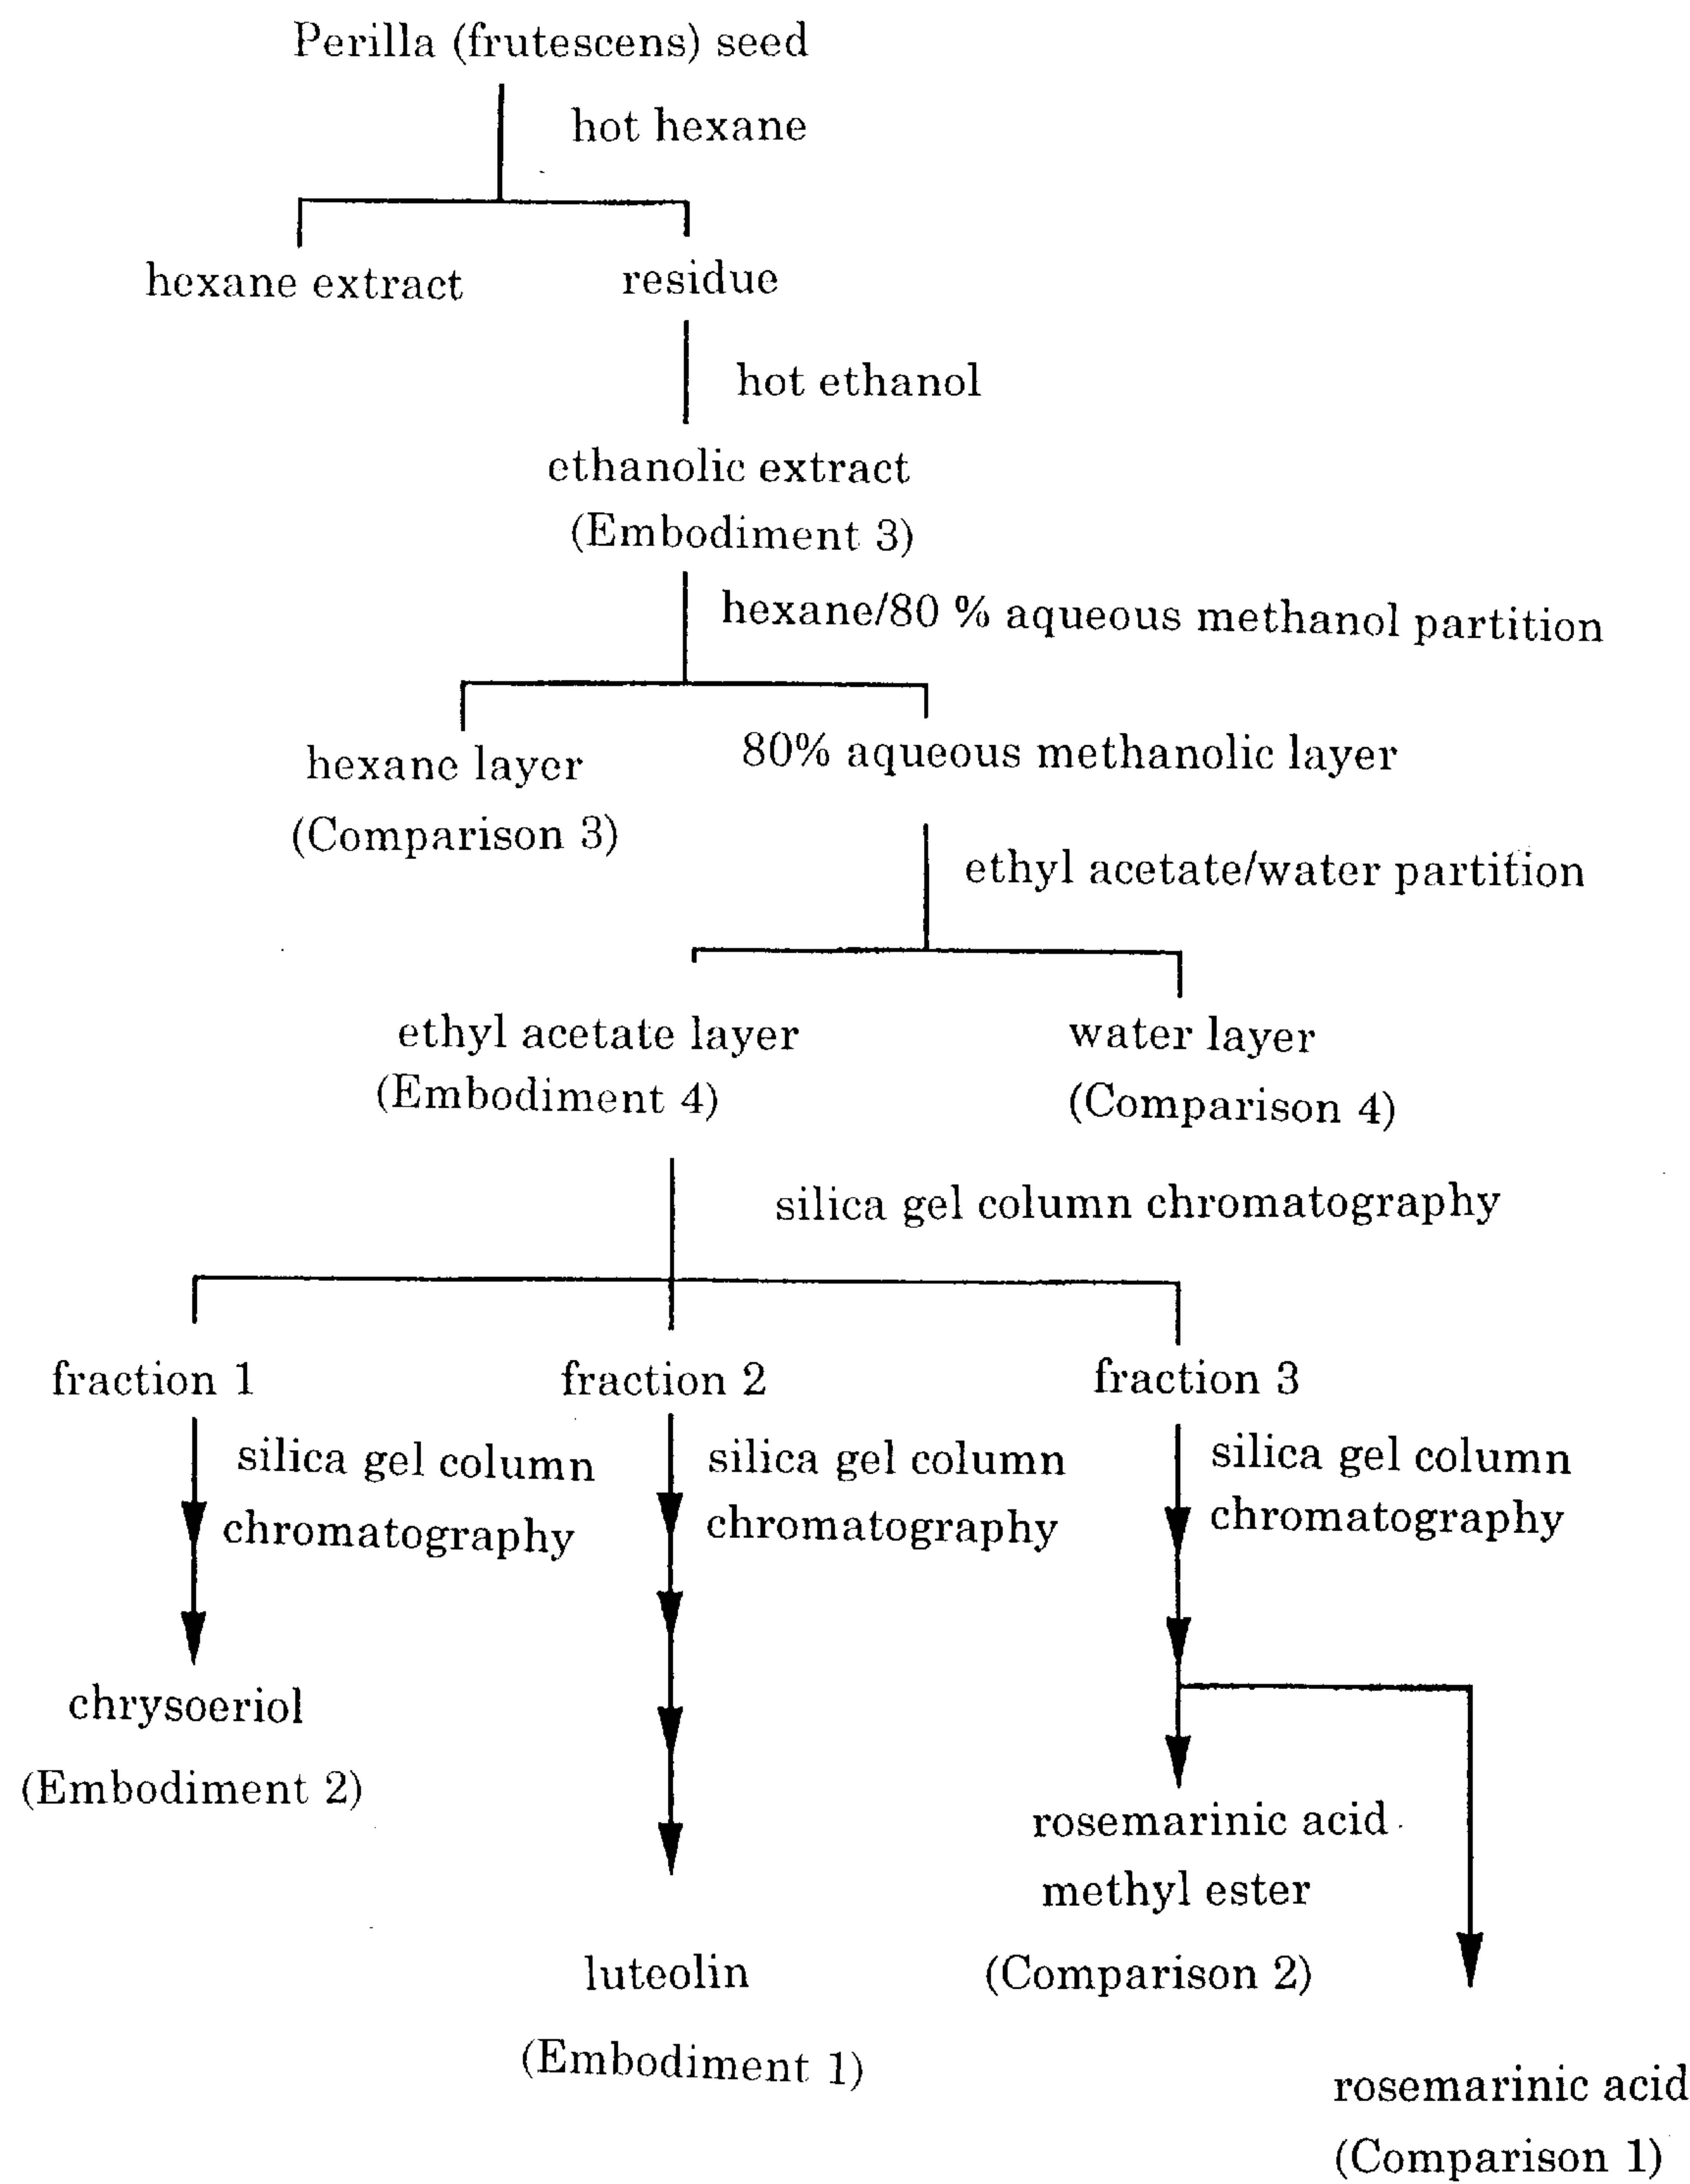 Perilla (frutescens) seed
hot hexane
hexane extract
residue
hot ethanol
ethanolic extract
(Embodiment 3)
hexane/80 % aqueous methanol partition
hexane layer
(Comparison 3)
80% aqueous methanolic layer
ethyl acetate/water partition
ethyl acetate layer
(Embodiment 4)
water layer
(Comparison 4)
silica gel column chromatography
fraction 1
fraction 2
fraction 3
silica gel column
chromatography
silica gel column
chromatography
silica gel column
chromatography
chrysoeriol
(Embodiment 2)
luteolin
(Embodiment 1)
rosemarinic acid
methyl ester
(Comparison 2)
rosemarinic acid
(Comparison 1)